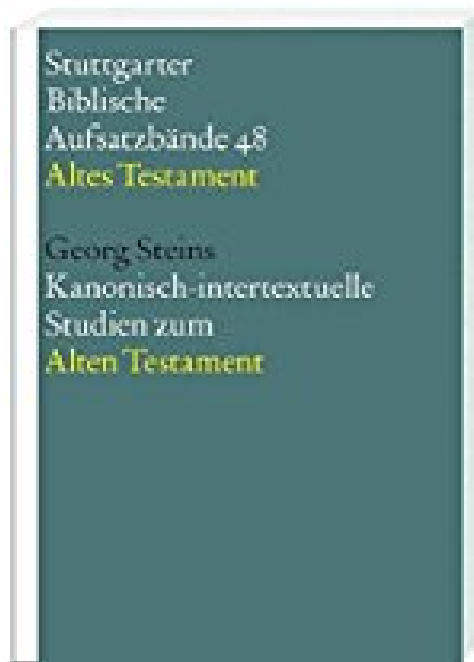 Stuttgarter
Biblische
Aufsatzbände 48
Altes Testament
Georg Steins
Kanonisch-intertextuelle
Studien zum
Alten Testament